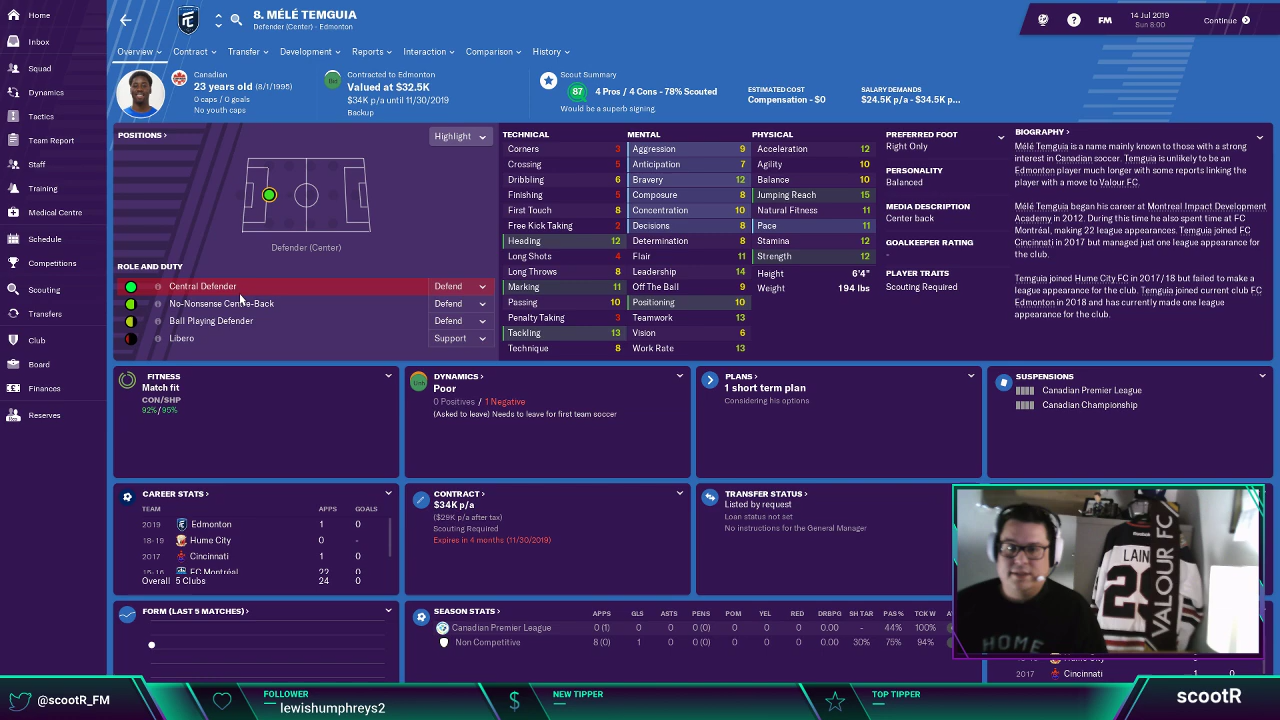 Home
Inbox
Squad
Dynamics
Tactics
Team Report
Staff
Training
Medical Centre
Schedule
Competitions
Scouting
Transfers
Club
Board
Finances
Reserves
8. MÉLÉ TEMGUIA
Defender (Center) - Edmonton
FM
14 Jul 2019
Sun 8:00
Continue
Overview
Contract
Transfer
Development
Reports
Interaction
Comparison
History
Canadian
23 years old (8/1/1995)
0 caps / 0 goals
No youth caps
Contracted to Edmonton
Valued at $32.5K
$34K p/a until 11/30/2019
Backup
Scout Summary
87
4 Pros / 4 Cons - 78% Scouted
Would be a superb signing.
ESTIMATED COST
Compensation - $0
SALARY DEMANDS
$24.5K p/a - $34.5K p...
POSITIONS >
Highlight
Defender (Center)
ROLE AND DUTY
Central Defender Defend
No-Nonsense Centre-Back Defend
Ball Playing Defender Defend
Libero Support
TECHNICAL
Corners 3
Crossing 5
Dribbling 6
Finishing 5
First Touch 8
Free Kick Taking 2
Heading 12
Long Shots 4
Long Throws 8
Marking 11
Passing 10
Penalty Taking 3
Tackling 13
Technique 8
MENTAL
Aggression 9
Anticipation 7
Bravery 12
Composure 8
Concentration 10
Decisions 8
Determination 8
Flair 11
Leadership 14
Off The Ball 9
Positioning 10
Teamwork 13
Vision 6
Work Rate 13
PHYSICAL
Acceleration 12
Agility 10
Balance 10
Jumping Reach 15
Natural Fitness 11
Pace 11
Stamina 12
Strength 12
Height 6'4"
Weight 194 lbs
PREFERRED FOOT
Right Only
PERSONALITY
Balanced
MEDIA DESCRIPTION
Center back
GOALKEEPER RATING
-
PLAYER TRAITS
Scouting Required
BIOGRAPHY >
Mélé Temguia is a name mainly known to those with a strong
interest in Canadian soccer. Temguia is unlikely to be an
Edmonton player much longer with some reports linking the
player with a move to Valour FC.
Mélé Temguia began his career at Montreal Impact Development
Academy in 2012. During this time he also spent time at FC
Montréal, making 22 league appearances. Temguia joined FC
Cincinnati in 2017 but managed just one league appearance for
the club.
Temguia joined Hume City FC in 2017/18 but failed to make a
league appearance for the club. Temguia joined current club FC
Edmonton in 2018 and has currently made one league
appearance for the club.
FITNESS
Match fit
CON/SHP
92% / 95%
DYNAMICS >
Poor
0 Positives / 1 Negative
(Asked to leave) Needs to leave for first team soccer
PLANS >
1 short term plan
Considering his options
SUSPENSIONS
Canadian Premier League
Canadian Championship
CAREER STATS >
TEAM APPS GOALS
2019 Edmonton 1 0
18-19 Hume City 0 -
2017 Cincinnati 1 0
15-16 FC Montréal 22 0
Overall 5 Clubs 24 0
CONTRACT >
$34K p/a
($29K p/a after tax)
Scouting Required
Expires in 4 months (11/30/2019)
TRANSFER STATUS >
Listed by request
Loan status not set
No instructions for the General Manager
FORM (LAST 5 MATCHES) >
SEASON STATS >
APPS GLS ASTS PENS POM YEL RED DRBPG SH TAR PAS% TCK W
Canadian Premier League 0 (1) 0 0 0 (0) 0 0 0 0.00 - 44% 100%
Non Competitive 8 (0) 1 0 0 (0) 0 0 0 0.00 30% 75% 94%
LAIN
2
VALOUR FC
HOME
Hume City
Cincinnati 1 0
@scootR_FM
FOLLOWER
lewishumphreys2
NEW TIPPER
TOP TIPPER
scootR